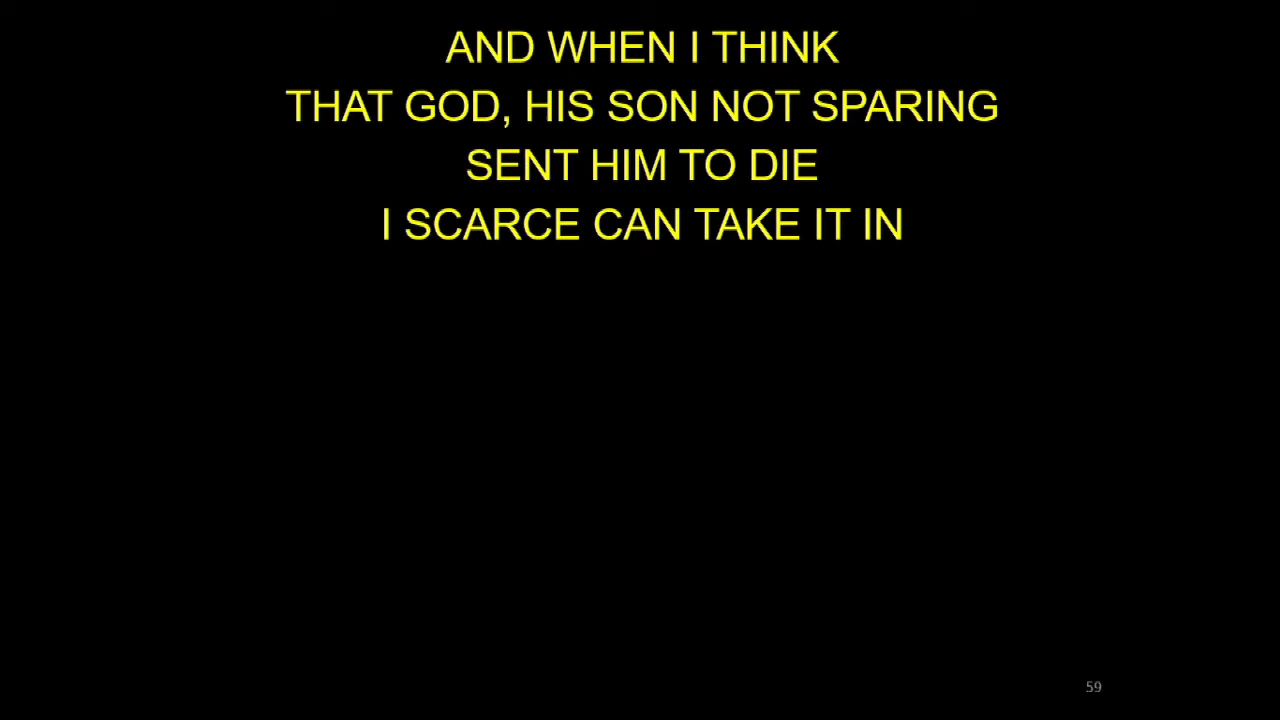 AND WHEN I THINK
THAT GOD, HIS SON NOT SPARING
SENT HIM TO DIE
I SCARCE CAN TAKE IT IN
59